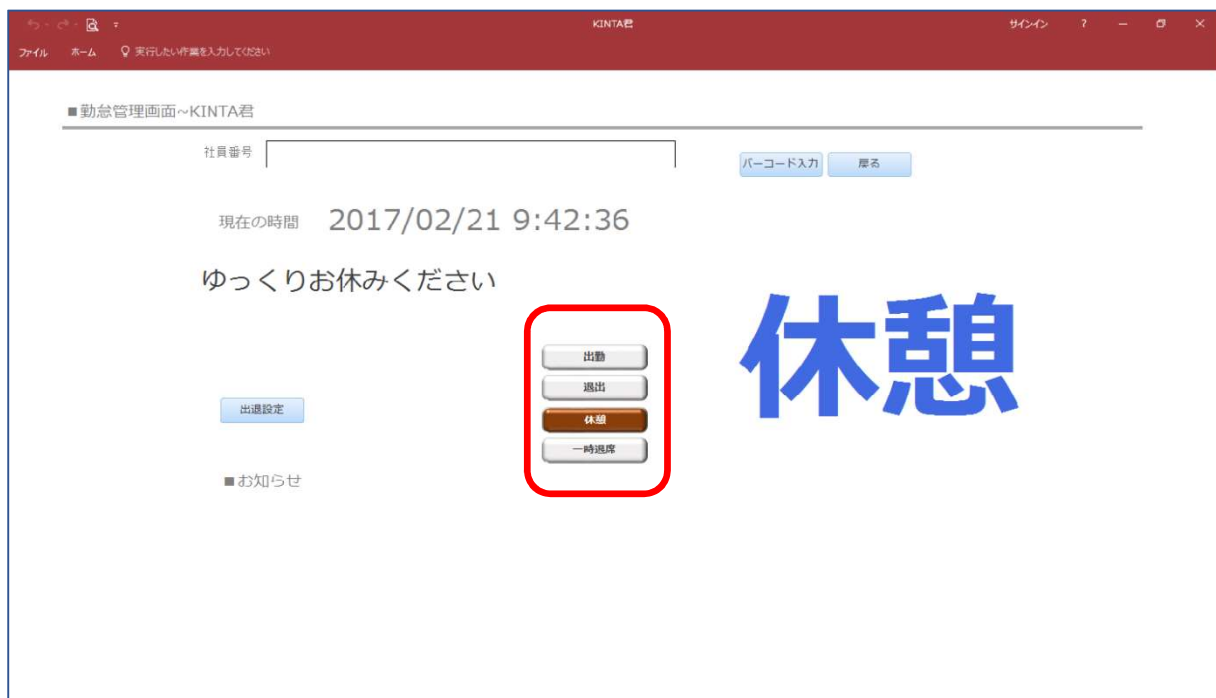 KINTA君
サインイン ?
ファイル ホーム 実行したい作業を入力してください
■勤怠管理画面~KINTA君
社員番号
バーコード入力 戻る
現在の時間 2017/02/21 9:42:36
ゆっくりお休みください
休憩
出勤
退出
休憩
一時退席
出退設定
■お知らせ